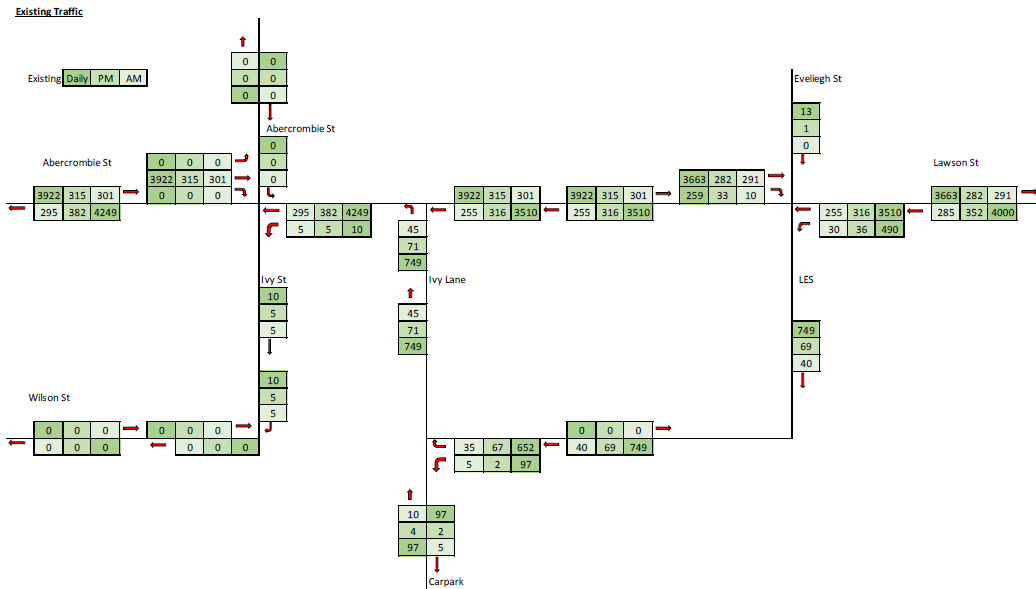 Existing Traffic
0 0
0 0
0 0
Existing Daily PM AM
Eveliegh St
13
1
0
Abercrombie St
0
0
0
Abercrombie St
0 0 0
3922 315 301
0 0 0
3922 315 301
295 382 4249
295 382 4249
5 5 10
3922 315 301
255 316 3510
3922 315 301
255 316 3510
3663 282 291
259 33 10
Lawson St
255 316 3510
30 36 490
3663 282 291
285 352 4000
45
71
749
Ivy St
10
5
5
Ivy Lane
45
71
749
LES
749
69
40
10
5
5
Wilson St
0 0 0
0 0 0
0 0 0
0 0 0
35 67 652
5 2 97
0 0 0
40 69 749
10 97
4 2
97 5
Carpark